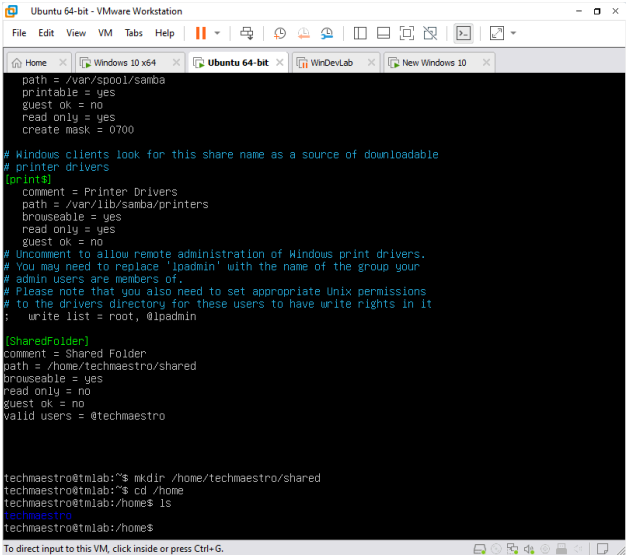 Ubuntu 64-bit - VMware Workstation
File Edit View VM Tabs Help
Home Windows 10 x64 Ubuntu 64-bit WinDevLab New Windows 10
path = /var/spool/samba
printable = yes
guest ok = no
read only = yes
create mask = 0700
# Windows clients look for this share name as a source of downloadable
# printer drivers
[print$]
comment = Printer Drivers
path = /var/lib/samba/printers
browseable = yes
read only = yes
guest ok = no
# Uncomment to allow remote administration of Windows print drivers.
# You may need to replace 'lpadmin' with the name of the group your
# admin users are members of.
# Please note that you also need to set appropriate Unix permissions
# to the drivers directory for these users to have write rights in it
; write list = root, @lpadmin
[SharedFolder]
comment = Shared Folder
path = /home/techmaestro/shared
browseable = yes
read only = no
guest ok = no
valid users = @techmaestro
techmaestro@tmlab:~$ mkdir /home/techmaestro/shared
techmaestro@tmlab:~$ cd /home
techmaestro@tmlab:/home$ ls
techmaestro
techmaestro@tmlab:/home$
To direct input to this VM, click inside or press Ctrl+G.